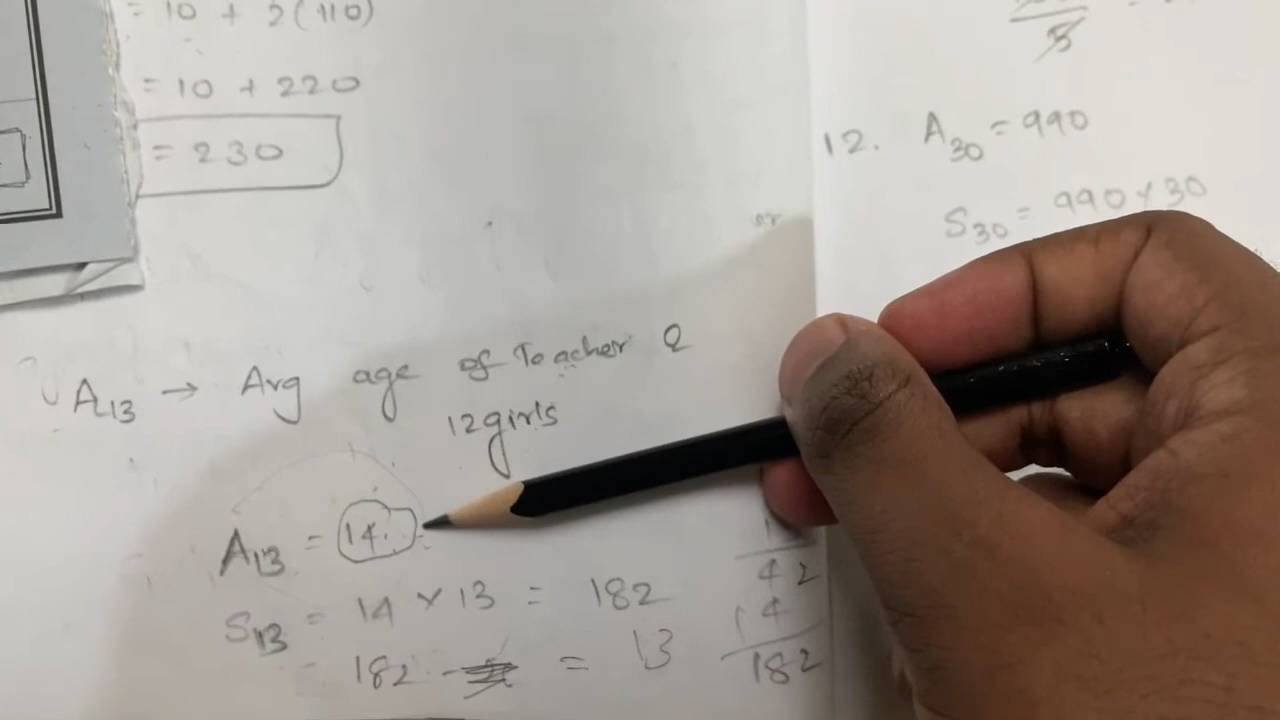 = 10 + 2(110)
= 10 + 220
= 230
A13 → Avg age of Teacher &
12girls
A13 = 14.
S13 = 14 × 13 = 182
182 - = 13
42
4
182
12. A30 = 990
S30 = 990 × 30